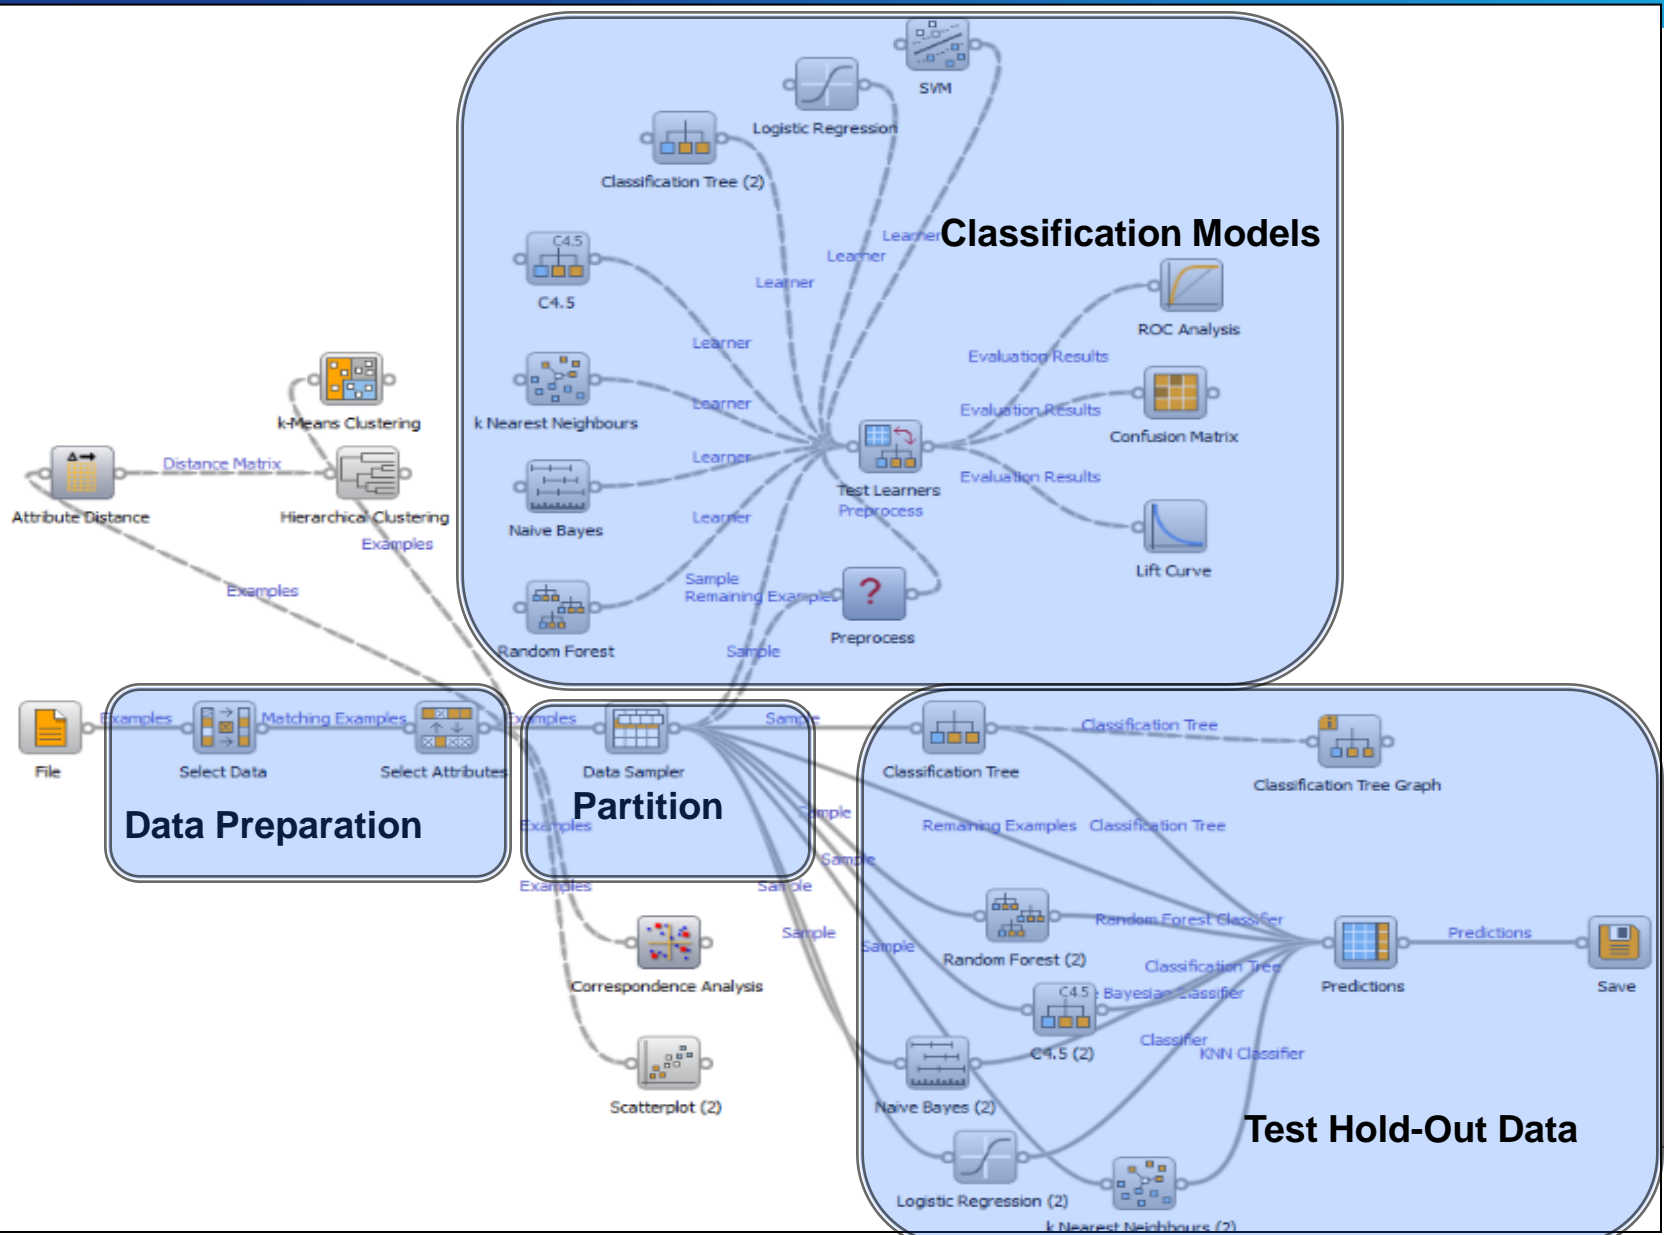 SVM
Logistic Regression
Classification Tree (2)
Learner
Classification Models
Learner
Learner
C4.5
C4.5
ROC Analysis
Learner
Evaluation Results
k-Means Clustering
k Nearest Neighbours
Learner
Evaluation Results
Confusion Matrix
Distance Matrix
Learner
Evaluation Results
Test Learners
Preprocess
Attribute Distance
Hierarchical Clustering
Learner
Naive Bayes
Examples
Lift Curve
Sample
Remaining Examples
Examples
Preprocess
Random Forest
Sample
Examples
Matching Examples
Examples
Sample
Classification Tree
File
Select Data
Select Attributes
Data Sampler
Classification Tree
Classification Tree Graph
Data Preparation
Partition
Sample
Examples
Remaining Examples
Classification Tree
Sample
Examples
Sample
Random Forest Classifier
Sample
Predictions
Sample
Random Forest (2)
Classification Tree
Correspondence Analysis
C4.5
Bayesian Classifier
Predictions
Save
Classifier
C4.5 (2)
KNN Classifier
Scatterplot (2)
Naive Bayes (2)
Test Hold-Out Data
Logistic Regression (2)
k Nearest Neighbours (2)